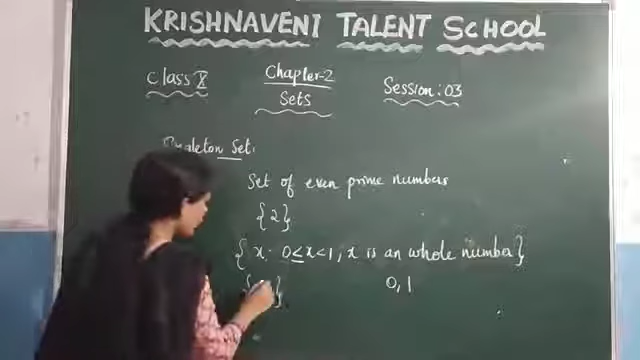 KRISHNAVENI TALENT SCHOOL
Class X
Chapter-2
Sets
Session: 03
Set:
Set of even prime numbers
{2}
{ x- 0≤x<1, x is an whole number}
0, 1